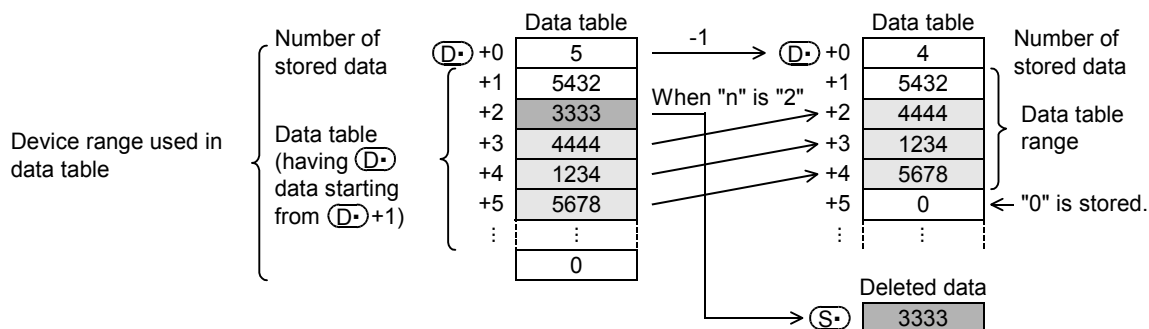 Data table
Data table
Number of
stored data
D· +0
5
-1
D· +0
4
Number of
stored data
+1
5432
+1
5432
When "n" is "2"
+2
3333
+2
4444
Device range used in
data table
Data table
(having D·
data starting
from D·+1)
+3
4444
+3
1234
Data table
range
+4
1234
+4
5678
+5
5678
+5
0
"0" is stored.
⋮
⋮
⋮
⋮
0
Deleted data
S·
3333